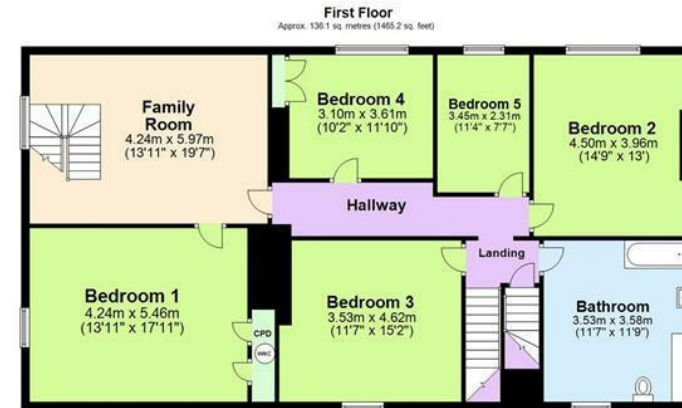 First Floor
Approx. 136.1 sq. metres (1465.2 sq. feet)
Family
Room
4.24m x 5.97m
(13'11" x 19'7")
Bedroom 4
3.10m x 3.61m
(10'2" x 11'10")
Bedroom 5
3.45m x 2.31m
(11'4" x 7'7")
Bedroom 2
4.50m x 3.96m
(14'9" x 13')
Hallway
Landing
Bedroom 1
4.24m x 5.46m
(13'11" x 17'11")
CPD
HWC
Bedroom 3
3.53m x 4.62m
(11'7" x 15'2")
Bathroom
3.53m x 3.58m
(11'7" x 11'9")